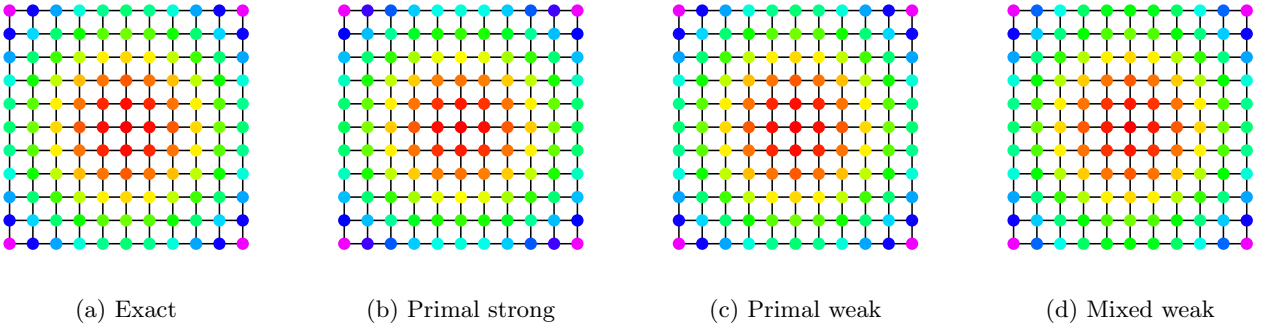 (a) Exact
(b) Primal strong
(c) Primal weak
(d) Mixed weak